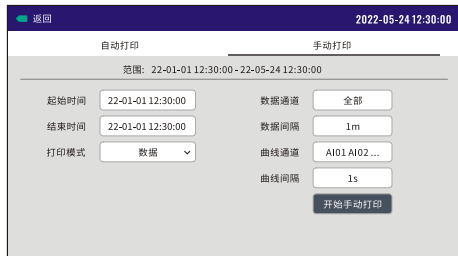 返回 2022-05-24 12:30:00
自动打印 手动打印
范围: 22-01-01 12:30:00 - 22-05-24 12:30:00
起始时间 22-01-01 12:30:00 数据通道 全部
结束时间 22-01-01 12:30:00 数据间隔 1m
打印模式 数据 曲线通道 AI01 AI02 ...
曲线间隔 1s
开始手动打印